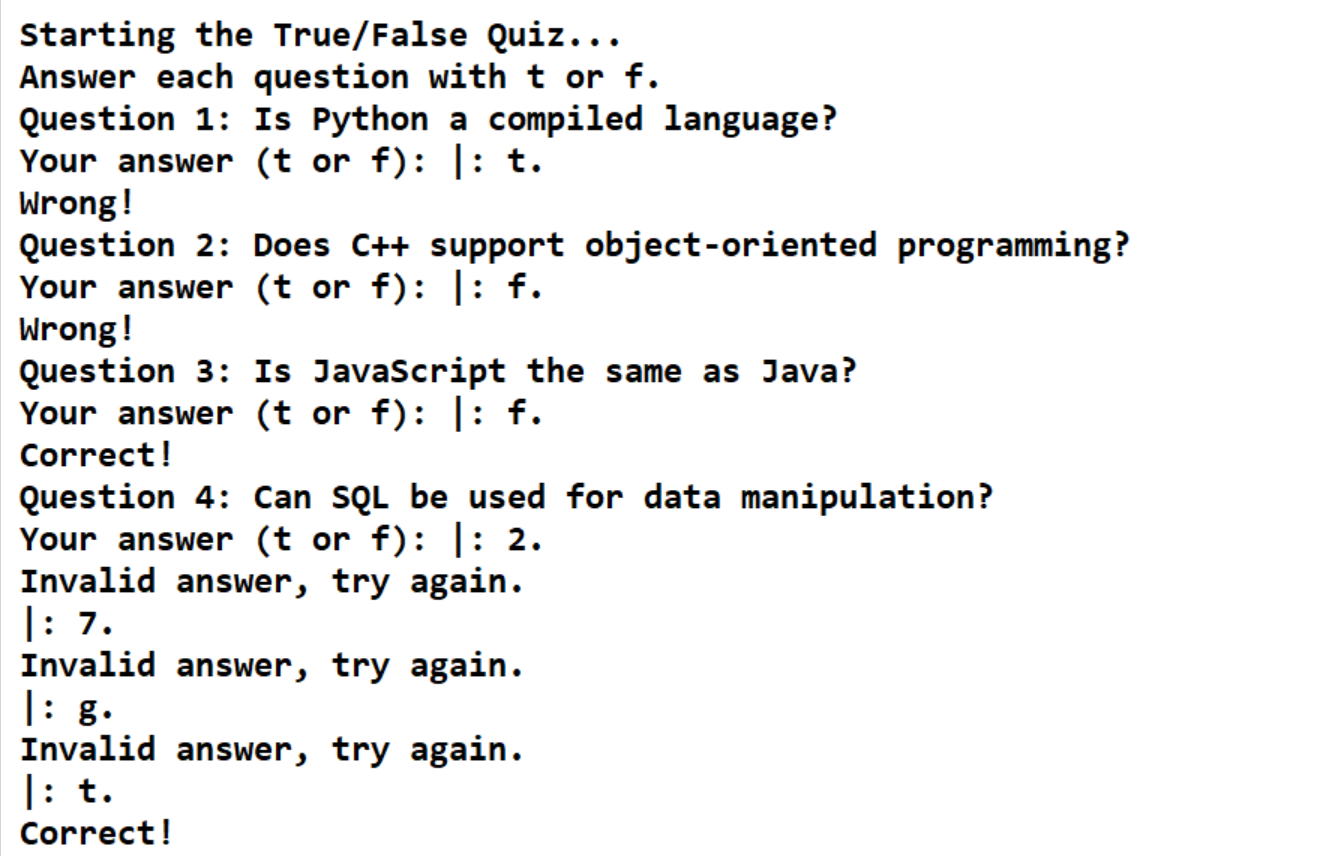 Starting the True/False Quiz...
Answer each question with t or f.
Question 1: Is Python a compiled language?
Your answer (t or f): |: t.
Wrong!
Question 2: Does C++ support object-oriented programming?
Your answer (t or f): |: f.
Wrong!
Question 3: Is JavaScript the same as Java?
Your answer (t or f): |: f.
Correct!
Question 4: Can SQL be used for data manipulation?
Your answer (t or f): |: 2.
Invalid answer, try again.
|: 7.
Invalid answer, try again.
|: g.
Invalid answer, try again.
|: t.
Correct!